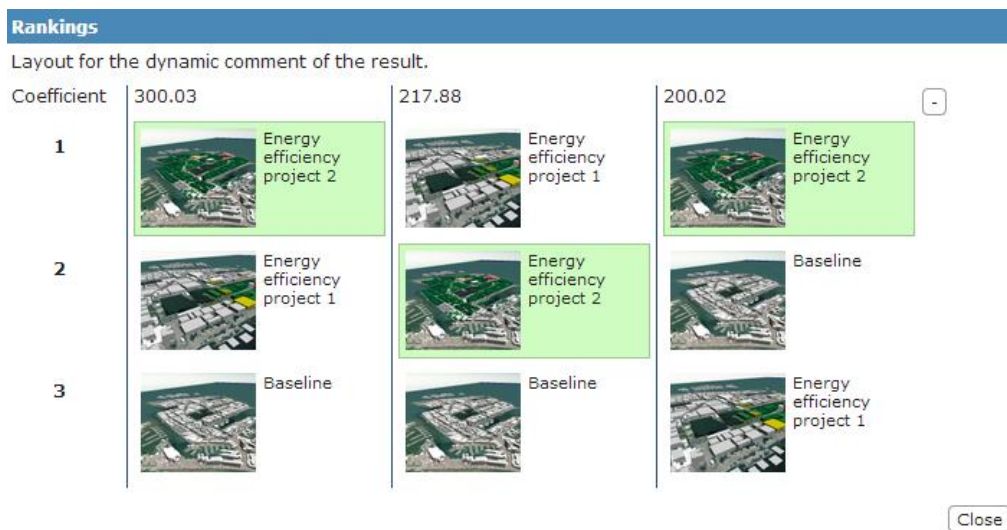 Rankings
Layout for the dynamic comment of the result.
Coefficient 300.03 217.88 200.02 -
1
Energy
efficiency
project 2
Energy
efficiency
project 1
Energy
efficiency
project 2
2
Energy
efficiency
project 1
Energy
efficiency
project 2
Baseline
3
Baseline
Baseline
Energy
efficiency
project 1
Close